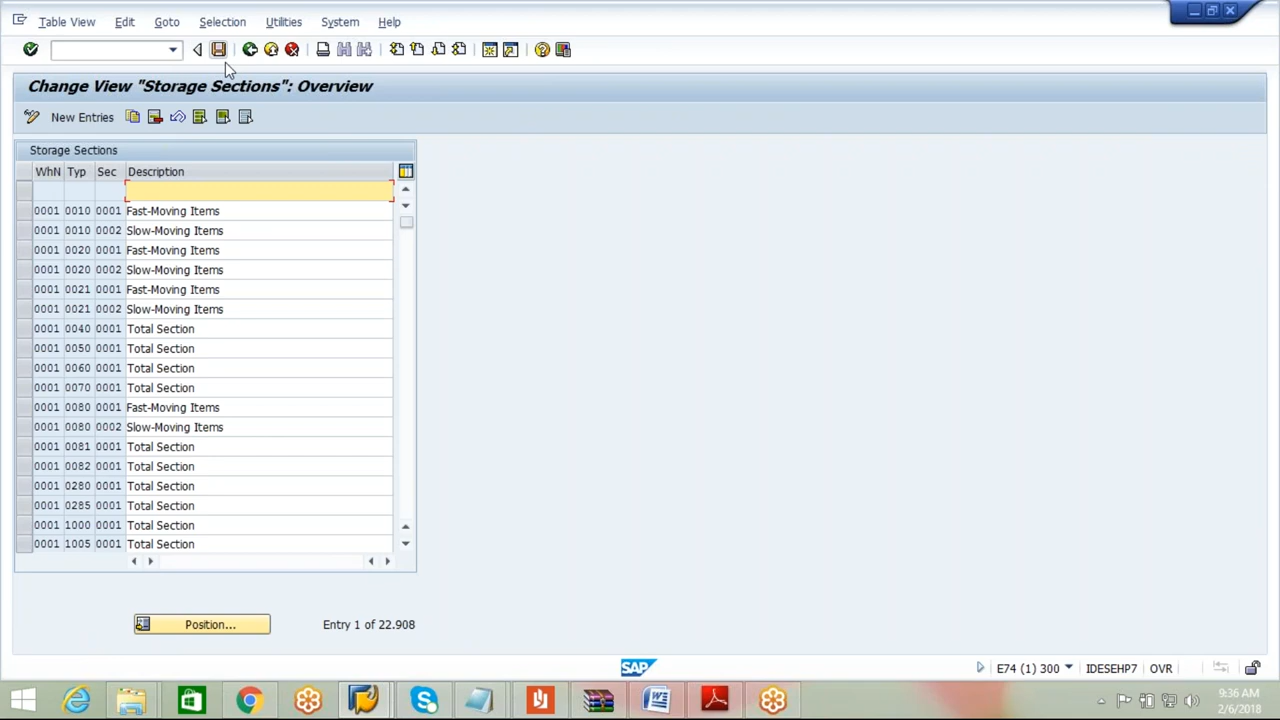 Table View Edit Goto Selection Utilities System Help
Change View "Storage Sections": Overview
New Entries
Storage Sections
WhN Typ Sec Description
0001 0010 0001 Fast-Moving Items
0001 0010 0002 Slow-Moving Items
0001 0020 0001 Fast-Moving Items
0001 0020 0002 Slow-Moving Items
0001 0021 0001 Fast-Moving Items
0001 0021 0002 Slow-Moving Items
0001 0040 0001 Total Section
0001 0050 0001 Total Section
0001 0060 0001 Total Section
0001 0070 0001 Total Section
0001 0080 0001 Fast-Moving Items
0001 0080 0002 Slow-Moving Items
0001 0081 0001 Total Section
0001 0082 0001 Total Section
0001 0280 0001 Total Section
0001 0285 0001 Total Section
0001 1000 0001 Total Section
0001 1005 0001 Total Section
Position... Entry 1 of 22.908
SAP E74 (1) 300 IDESEHP7 OVR
9:36 AM
2/6/2018